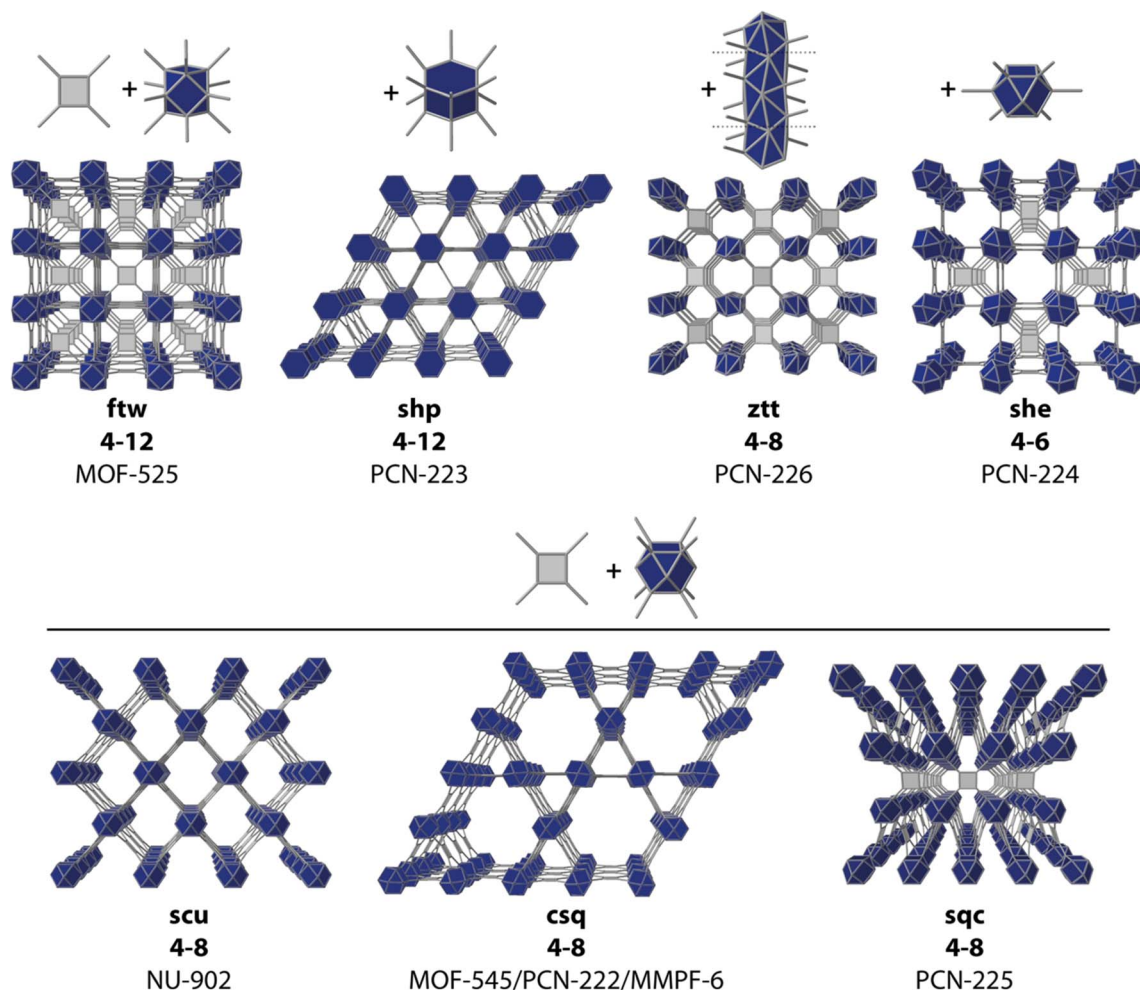 + + + +
ftw shp ztt she
4-12 4-12 4-8 4-6
MOF-525 PCN-223 PCN-226 PCN-224
+
scu csq sqc
4-8 4-8 4-8
NU-902 MOF-545/PCN-222/MMPF-6 PCN-225